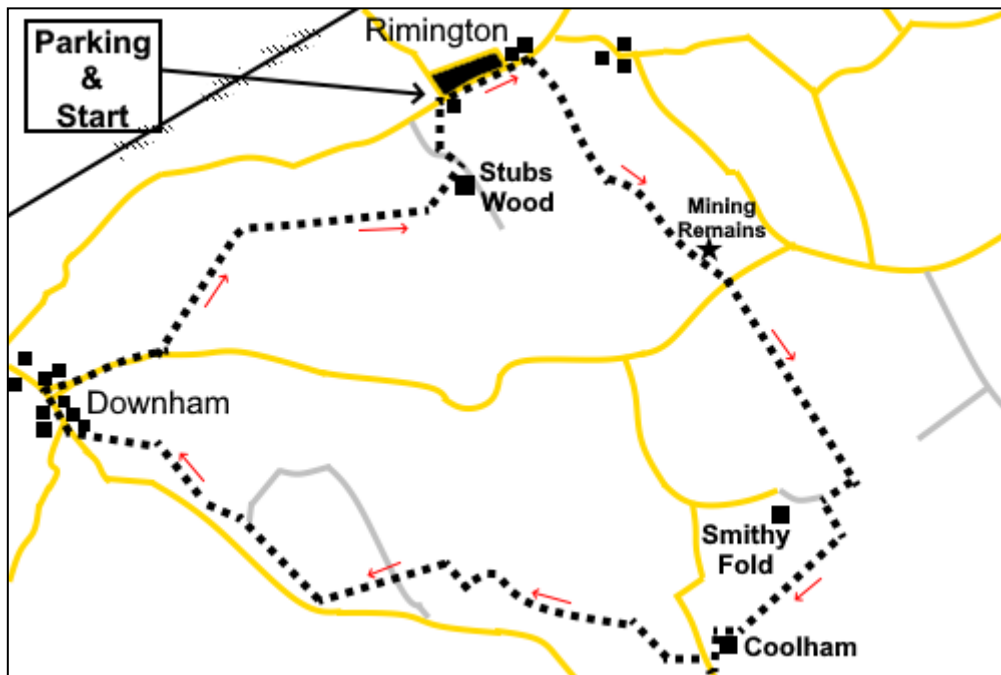 Parking
&
Start
Rimington
Stubs
Wood
Mining
Remains
Downham
Smithy
Fold
Coolham